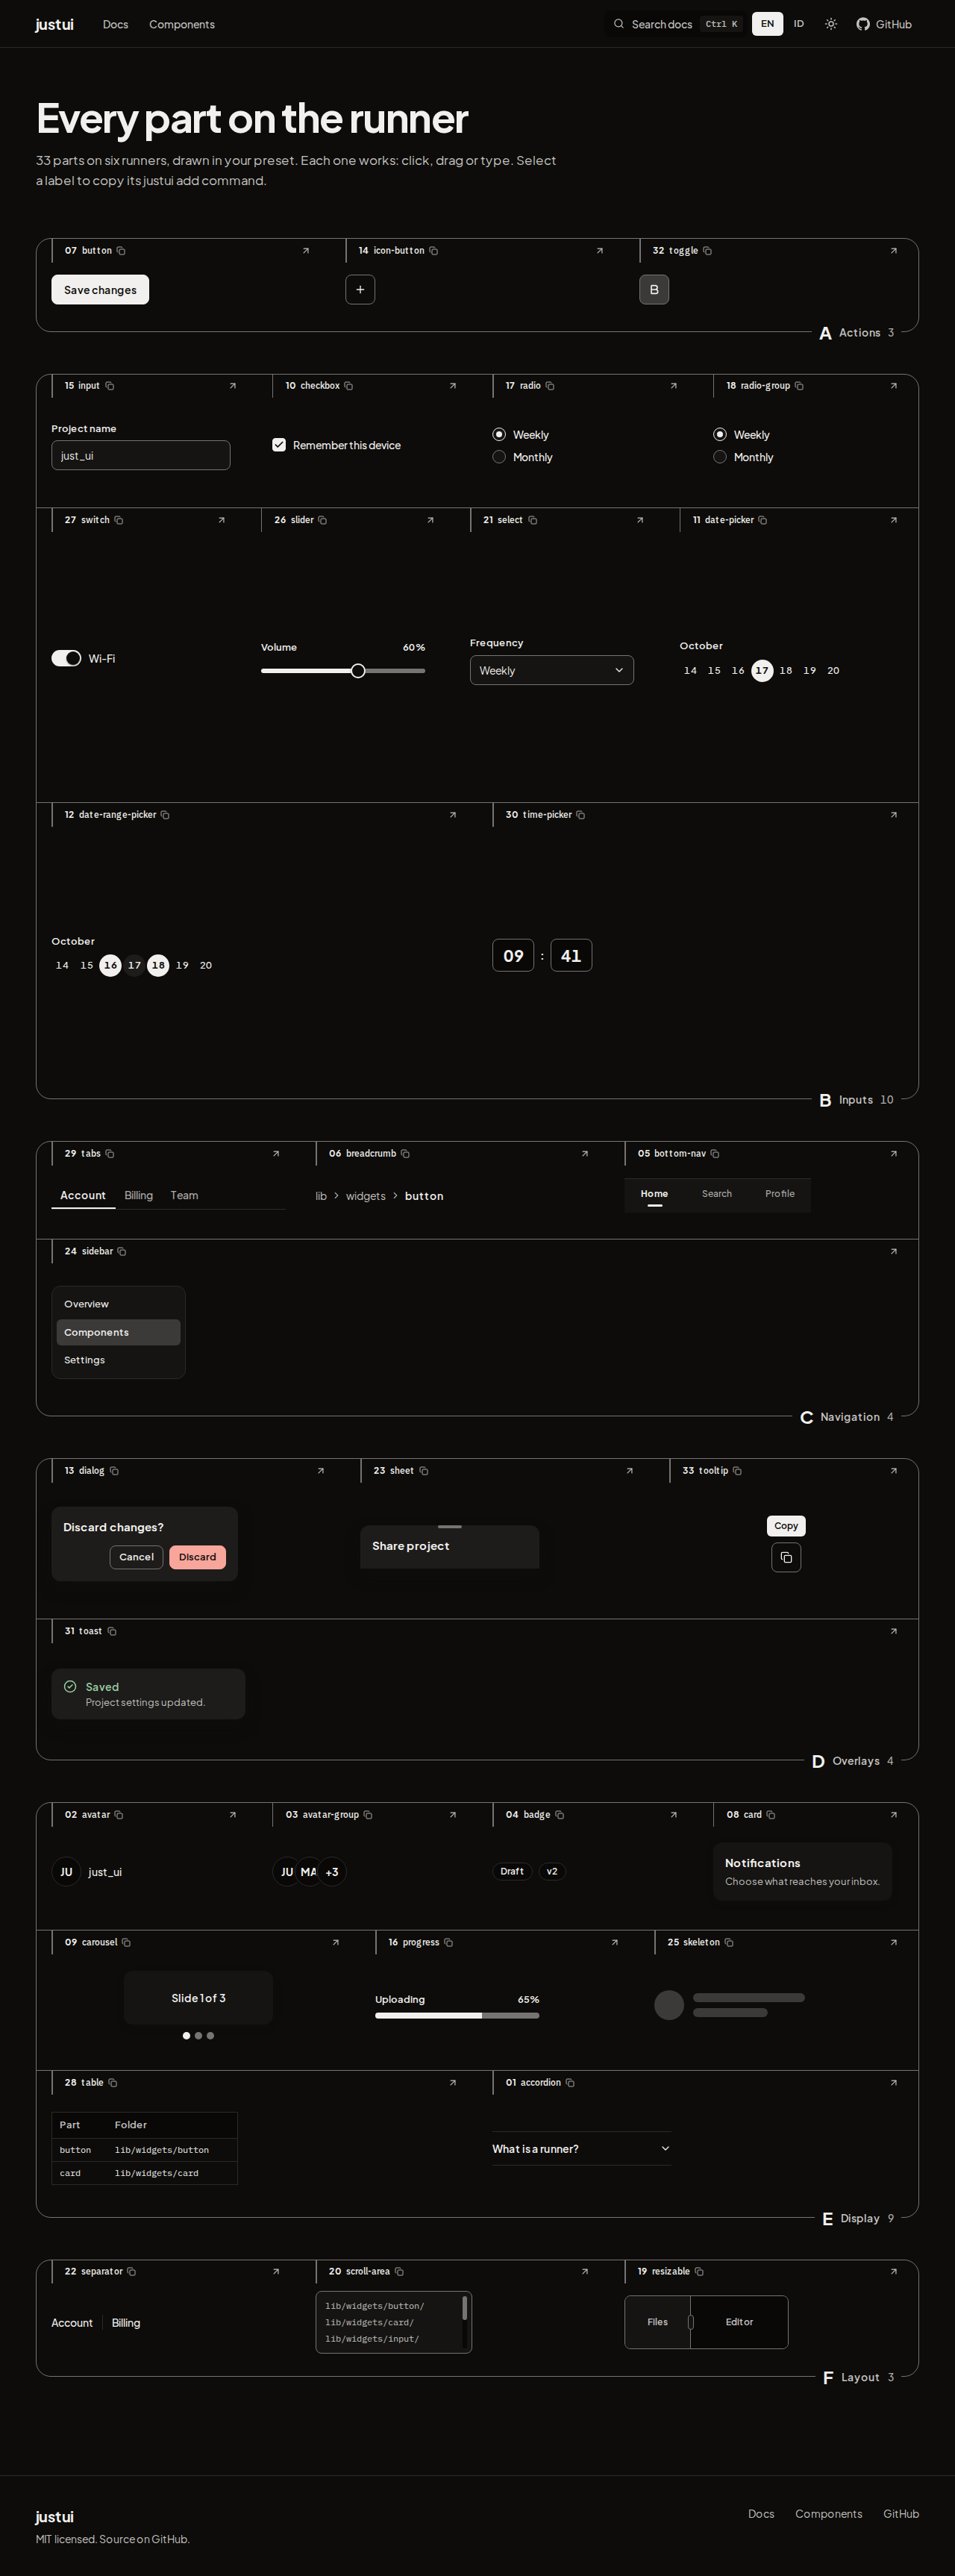 justui Docs Components Search docs Ctrl K EN ID GitHub
Every part on the runner
33 parts on six runners, drawn in your preset. Each one works: click, drag or type. Select
a label to copy its justui add command.
07 button 14 icon-button 32 toggle
Save changes B
A Actions 3
15 input 10 checkbox 17 radio 18 radio-group
Project name
just_ui
Remember this device
Weekly
Monthly
Weekly
Monthly
27 switch 26 slider 21 select 11 date-picker
Wi-Fi
Volume 60%
Frequency
Weekly
October
14 15 16 17 18 19 20
12 date-range-picker 30 time-picker
October
14 15 16 17 18 19 20
09 : 41
B Inputs 10
29 tabs 06 breadcrumb 05 bottom-nav
Account Billing Team
lib widgets button
Home Search Profile
24 sidebar
Overview
Components
Settings
C Navigation 4
13 dialog 23 sheet 33 tooltip
Discard changes?
Cancel Discard
Share project
Copy
31 toast
Saved
Project settings updated.
D Overlays 4
02 avatar 03 avatar-group 04 badge 08 card
JU just_ui
JU MA +3
Draft v2
Notifications
Choose what reaches your inbox.
09 carousel 16 progress 25 skeleton
Slide 1 of 3
Uploading 65%
28 table 01 accordion
Part Folder
button lib/widgets/button
card lib/widgets/card
What is a runner?
E Display 9
22 separator 20 scroll-area 19 resizable
Account Billing
lib/widgets/button/
lib/widgets/card/
lib/widgets/input/
Files Editor
F Layout 3
justui Docs Components GitHub
MIT licensed. Source on GitHub.